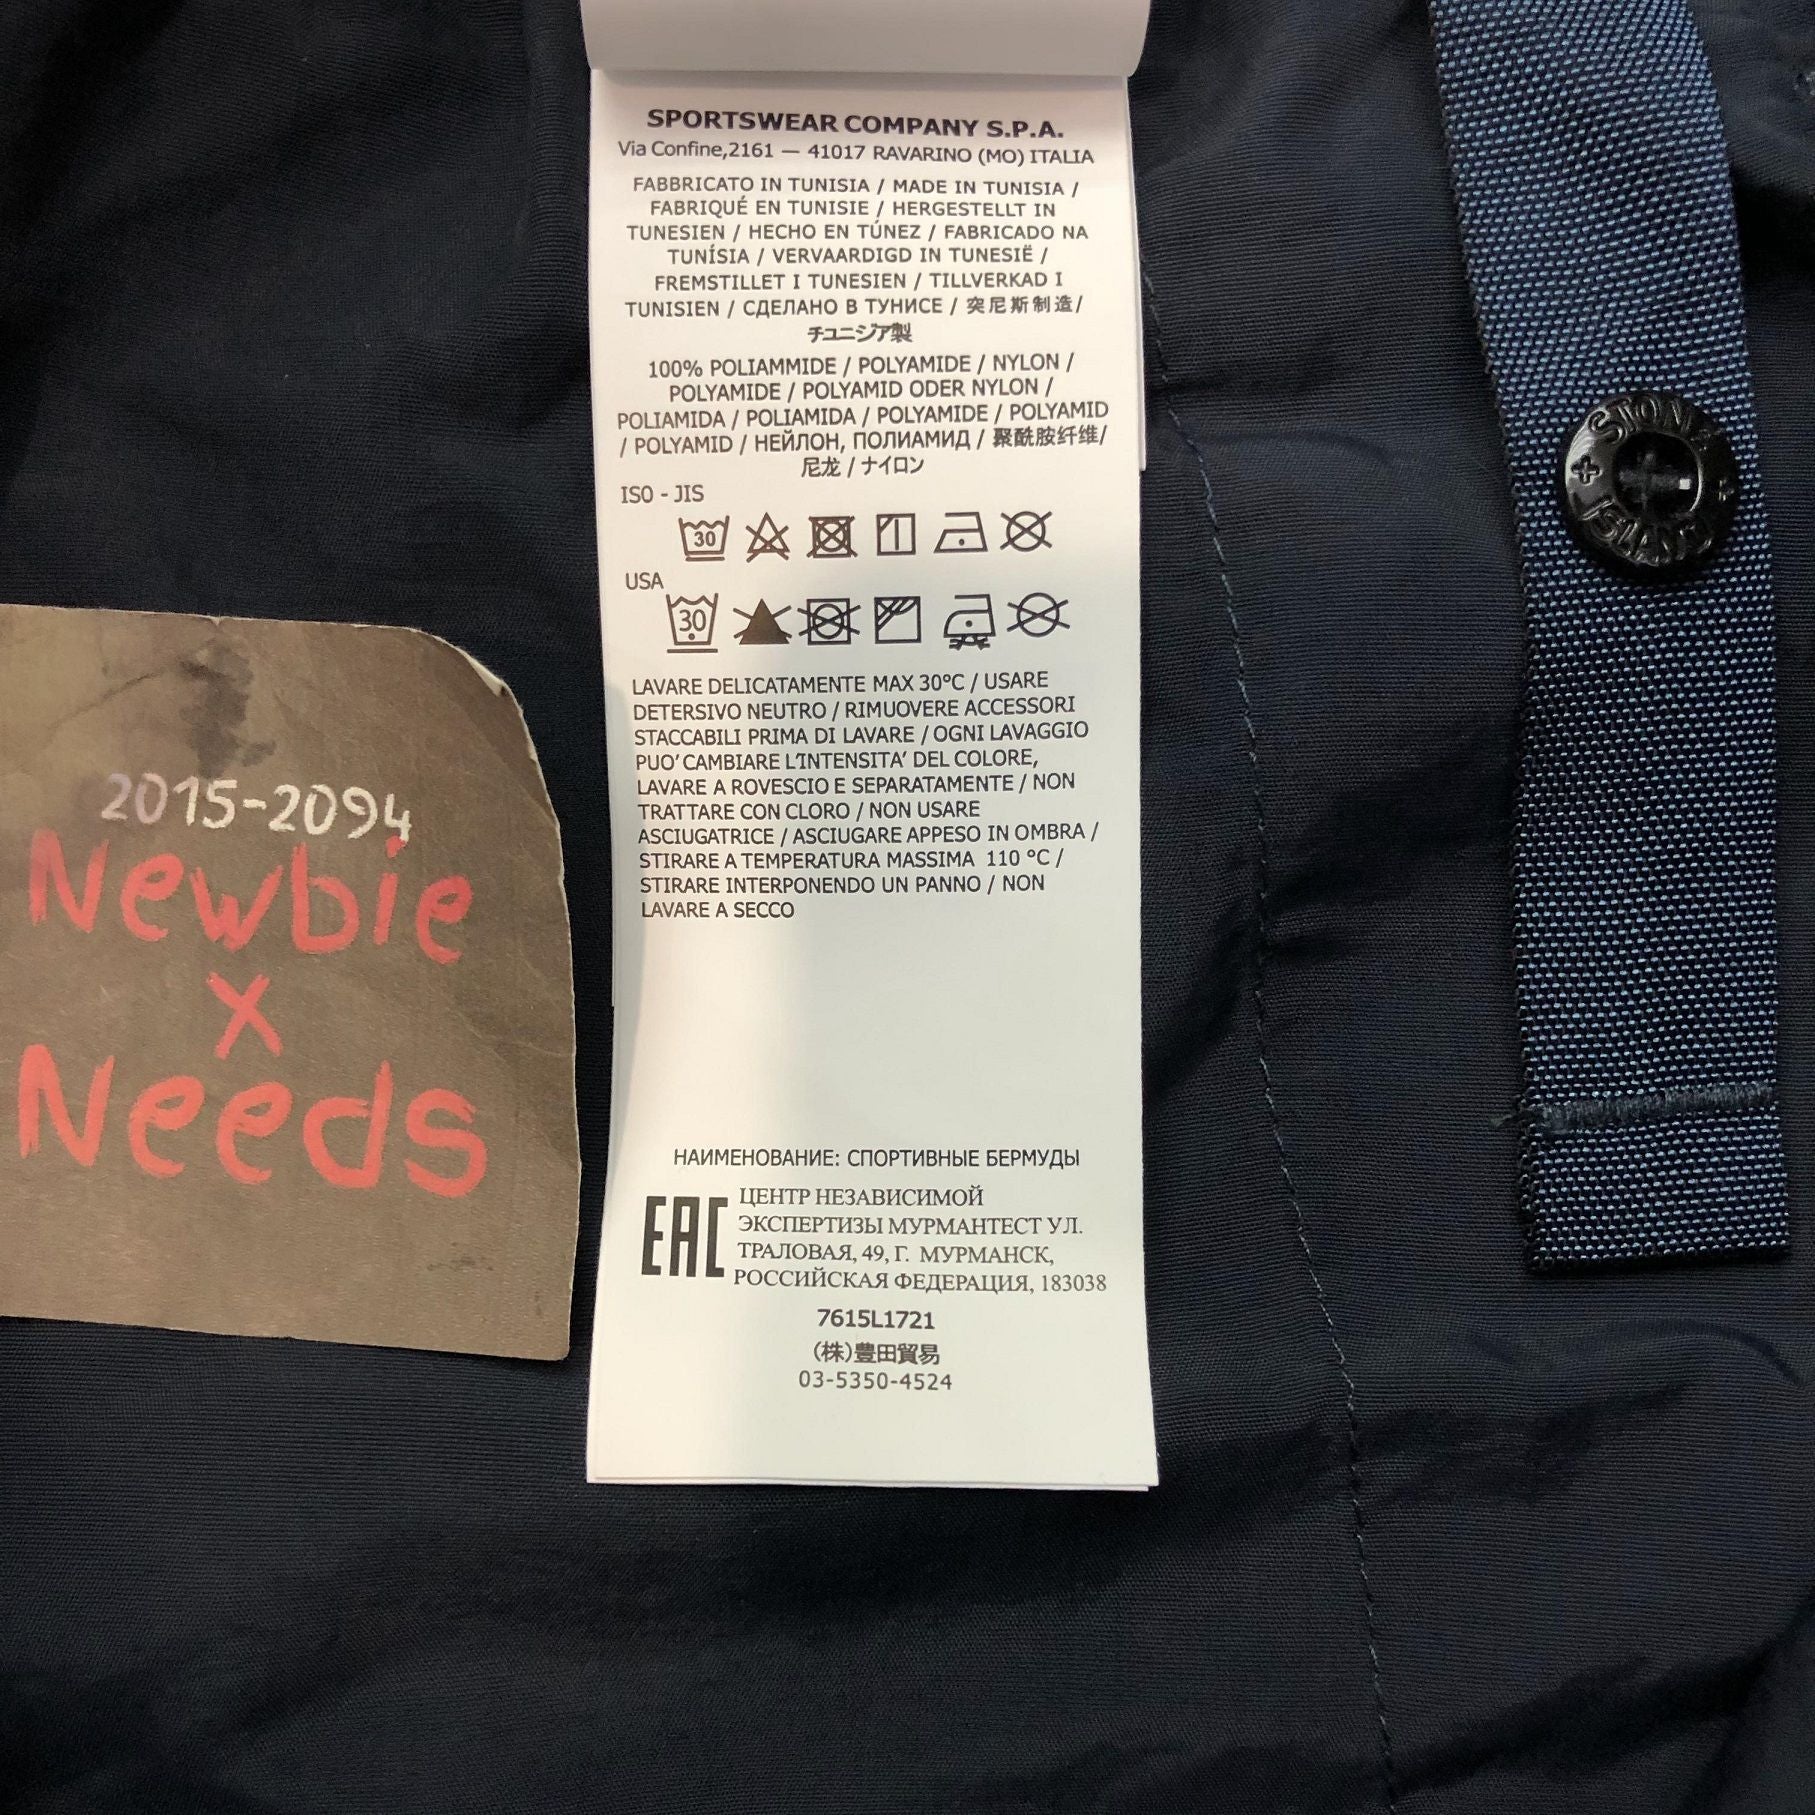 SPORTSWEAR COMPANY S.P.A.
Via Confine,2161 — 41017 RAVARINO (MO) ITALIA
FABBRICATO IN TUNISIA / MADE IN TUNISIA /
FABRIQUÉ EN TUNISIE / HERGESTELLT IN
TUNESIEN / HECHO EN TÚNEZ / FABRICADO NA
TUNÍSIA / VERVAARDIGD IN TUNESIË /
FREMSTILLET I TUNESIEN / TILLVERKAD I
TUNISIEN / СДЕЛАНО В ТУНИСЕ / 突尼斯制造/
チュニジア製
100% POLIAMMIDE / POLYAMIDE / NYLON /
POLYAMIDE / POLYAMID ODER NYLON /
POLIAMIDA / POLIAMIDA / POLYAMIDE / POLYAMID
/ POLYAMID / НЕЙЛОН, ПОЛИАМИД / 聚酰胺纤维/
尼龙 / ナイロン
ISO - JIS
30
USA
30
LAVARE DELICATAMENTE MAX 30°C / USARE
DETERSIVO NEUTRO / RIMUOVERE ACCESSORI
STACCABILI PRIMA DI LAVARE / OGNI LAVAGGIO
PUO' CAMBIARE L'INTENSITA' DEL COLORE,
LAVARE A ROVESCIO E SEPARATAMENTE / NON
TRATTARE CON CLORO / NON USARE
ASCIUGATRICE / ASCIUGARE APPESO IN OMBRA /
STIRARE A TEMPERATURA MASSIMA 110 °C /
STIRARE INTERPONENDO UN PANNO / NON
LAVARE A SECCO
НАИМЕНОВАНИЕ: СПОРТИВНЫЕ БЕРМУДЫ
EAC
ЦЕНТР НЕЗАВИСИМОЙ
ЭКСПЕРТИЗЫ МУРМАНТЕСТ УЛ.
ТРАЛОВАЯ, 49, Г. МУРМАНСК,
РОССИЙСКАЯ ФЕДЕРАЦИЯ, 183038
7615L1721
(株)豊田貿易
03-5350-4524
2015-2094
Newbie
x
Needs
STONE
ISLAND